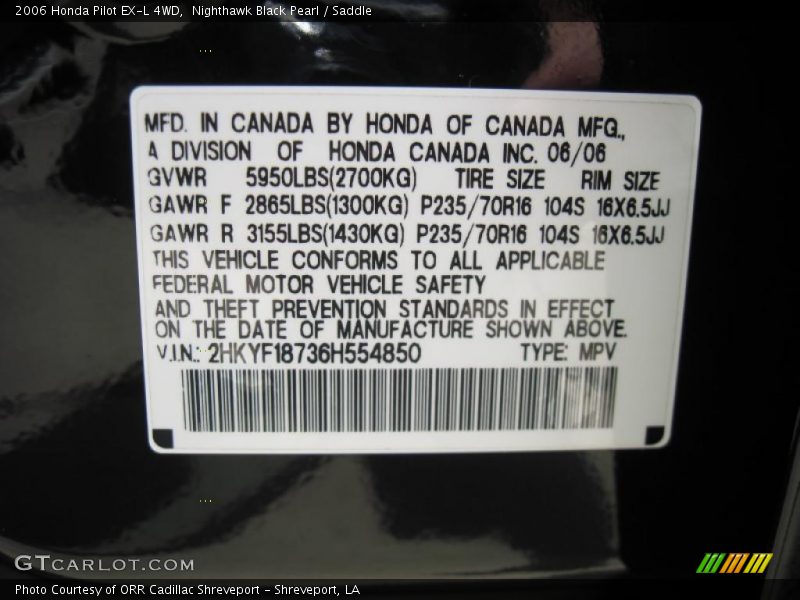 2006 Honda Pilot EX-L 4WD, Nighthawk Black Pearl / Saddle
MFD. IN CANADA BY HONDA OF CANADA MFG.,
A DIVISION OF HONDA CANADA INC. 06/06
GVWR 5950LBS(2700KG) TIRE SIZE RIM SIZE
GAWR F 2865LBS(1300KG) P235/70R16 104S 16X6.5JJ
GAWR R 3155LBS(1430KG) P235/70R16 104S 16X6.5JJ
THIS VEHICLE CONFORMS TO ALL APPLICABLE
FEDERAL MOTOR VEHICLE SAFETY
AND THEFT PREVENTION STANDARDS IN EFFECT
ON THE DATE OF MANUFACTURE SHOWN ABOVE.
V.I.N.: 2HKYF18736H554850 TYPE: MPV
GTCARLOT.COM
Photo Courtesy of ORR Cadillac Shreveport - Shreveport, LA